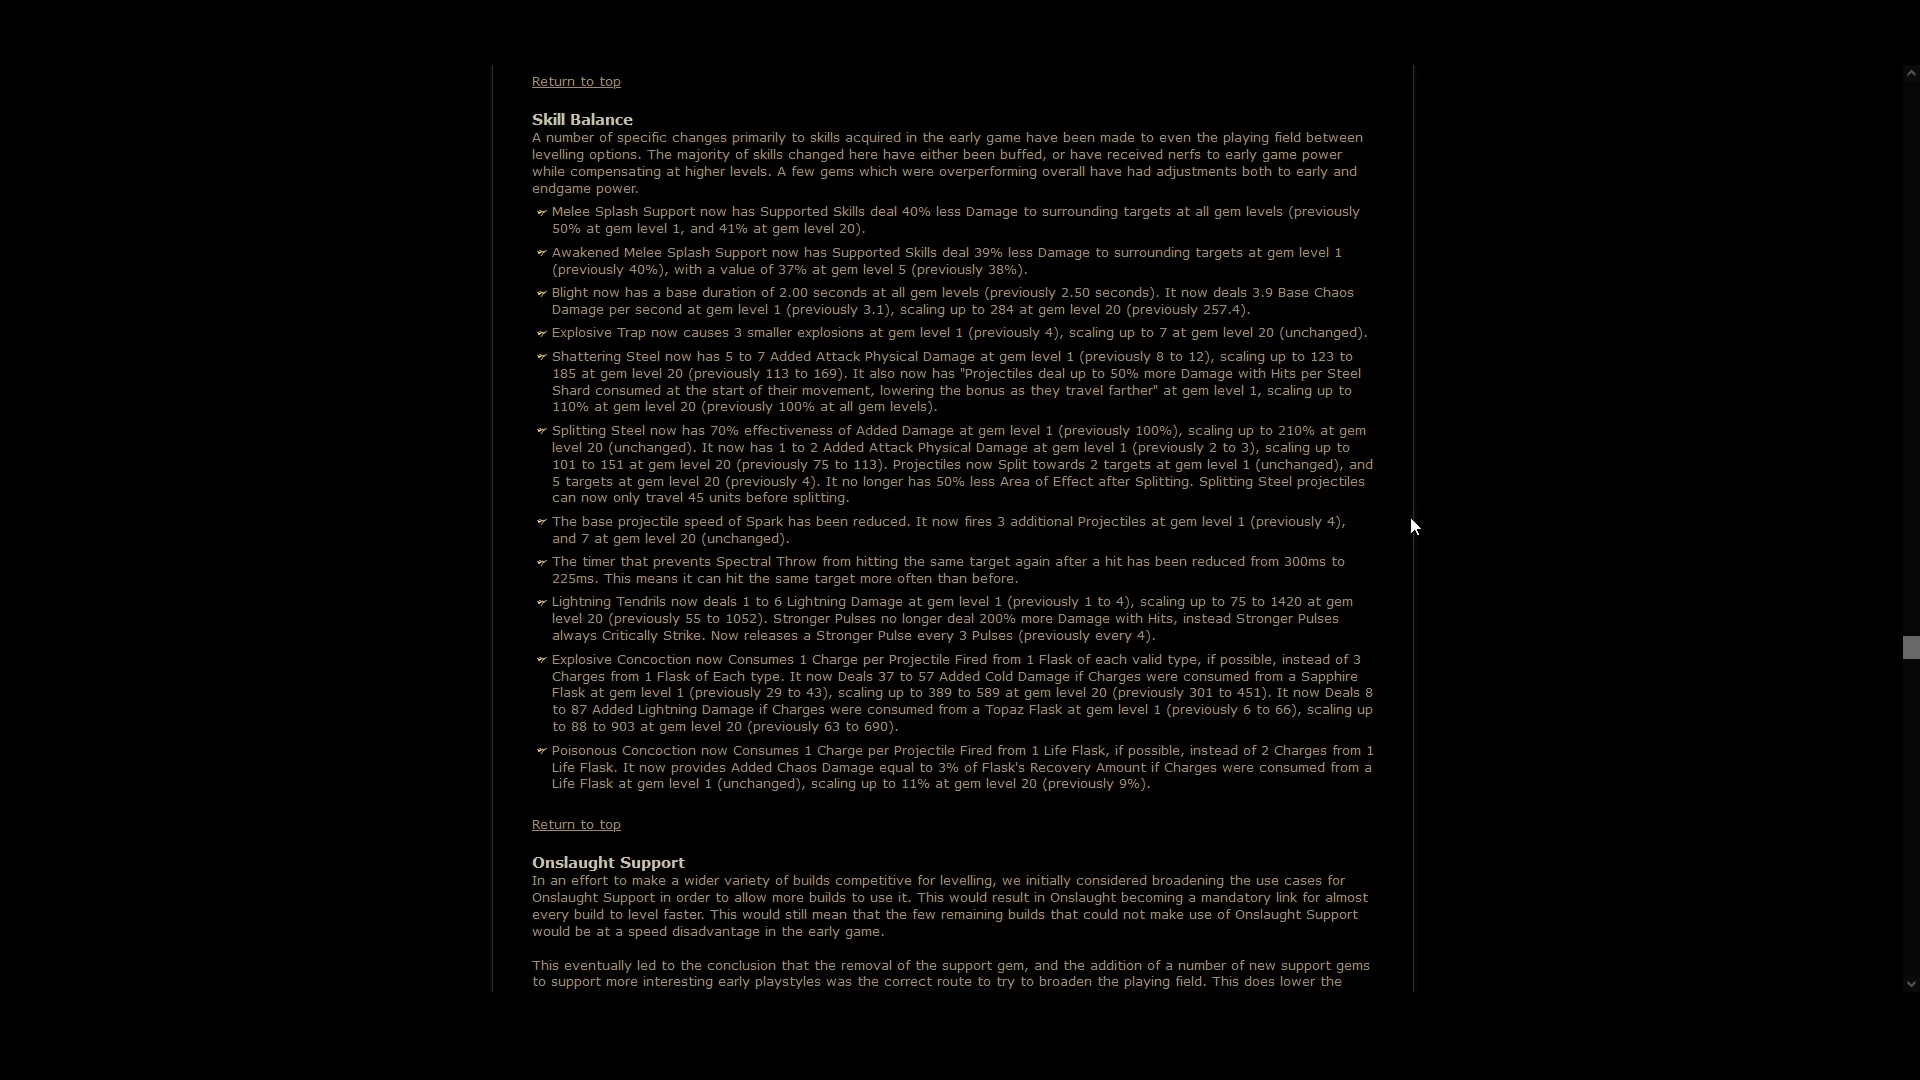 Return to top
Skill Balance
A number of specific changes primarily to skills acquired in the early game have been made to even the playing field between
levelling options. The majority of skills changed here have either been buffed, or have received nerfs to early game power
while compensating at higher levels. A few gems which were overperforming overall have had adjustments both to early and
endgame power.
Melee Splash Support now has Supported Skills deal 40% less Damage to surrounding targets at all gem levels (previously
50% at gem level 1, and 41% at gem level 20).
Awakened Melee Splash Support now has Supported Skills deal 39% less Damage to surrounding targets at gem level 1
(previously 40%), with a value of 37% at gem level 5 (previously 38%).
Blight now has a base duration of 2.00 seconds at all gem levels (previously 2.50 seconds). It now deals 3.9 Base Chaos
Damage per second at gem level 1 (previously 3.1), scaling up to 284 at gem level 20 (previously 257.4).
Explosive Trap now causes 3 smaller explosions at gem level 1 (previously 4), scaling up to 7 at gem level 20 (unchanged).
Shattering Steel now has 5 to 7 Added Attack Physical Damage at gem level 1 (previously 8 to 12), scaling up to 123 to
185 at gem level 20 (previously 113 to 169). It also now has "Projectiles deal up to 50% more Damage with Hits per Steel
Shard consumed at the start of their movement, lowering the bonus as they travel farther" at gem level 1, scaling up to
110% at gem level 20 (previously 100% at all gem levels).
Splitting Steel now has 70% effectiveness of Added Damage at gem level 1 (previously 100%), scaling up to 210% at gem
level 20 (unchanged). It now has 1 to 2 Added Attack Physical Damage at gem level 1 (previously 2 to 3), scaling up to
101 to 151 at gem level 20 (previously 75 to 113). Projectiles now Split towards 2 targets at gem level 1 (unchanged), and
5 targets at gem level 20 (previously 4). It no longer has 50% less Area of Effect after Splitting. Splitting Steel projectiles
can now only travel 45 units before splitting.
The base projectile speed of Spark has been reduced. It now fires 3 additional Projectiles at gem level 1 (previously 4),
and 7 at gem level 20 (unchanged).
The timer that prevents Spectral Throw from hitting the same target again after a hit has been reduced from 300ms to
225ms. This means it can hit the same target more often than before.
Lightning Tendrils now deals 1 to 6 Lightning Damage at gem level 1 (previously 1 to 4), scaling up to 75 to 1420 at gem
level 20 (previously 55 to 1052). Stronger Pulses no longer deal 200% more Damage with Hits, instead Stronger Pulses
always Critically Strike. Now releases a Stronger Pulse every 3 Pulses (previously every 4).
Explosive Concoction now Consumes 1 Charge per Projectile Fired from 1 Flask of each valid type, if possible, instead of 3
Charges from 1 Flask of Each type. It now Deals 37 to 57 Added Cold Damage if Charges were consumed from a Sapphire
Flask at gem level 1 (previously 29 to 43), scaling up to 389 to 589 at gem level 20 (previously 301 to 451). It now Deals 8
to 87 Added Lightning Damage if Charges were consumed from a Topaz Flask at gem level 1 (previously 6 to 66), scaling up
to 88 to 903 at gem level 20 (previously 63 to 690).
Poisonous Concoction now Consumes 1 Charge per Projectile Fired from 1 Life Flask, if possible, instead of 2 Charges from 1
Life Flask. It now provides Added Chaos Damage equal to 3% of Flask's Recovery Amount if Charges were consumed from a
Life Flask at gem level 1 (unchanged), scaling up to 11% at gem level 20 (previously 9%).
Return to top
Onslaught Support
In an effort to make a wider variety of builds competitive for levelling, we initially considered broadening the use cases for
Onslaught Support in order to allow more builds to use it. This would result in Onslaught becoming a mandatory link for almost
every build to level faster. This would still mean that the few remaining builds that could not make use of Onslaught Support
would be at a speed disadvantage in the early game.
This eventually led to the conclusion that the removal of the support gem, and the addition of a number of new support gems
to support more interesting early playstyles was the correct route to try to broaden the playing field. This does lower the